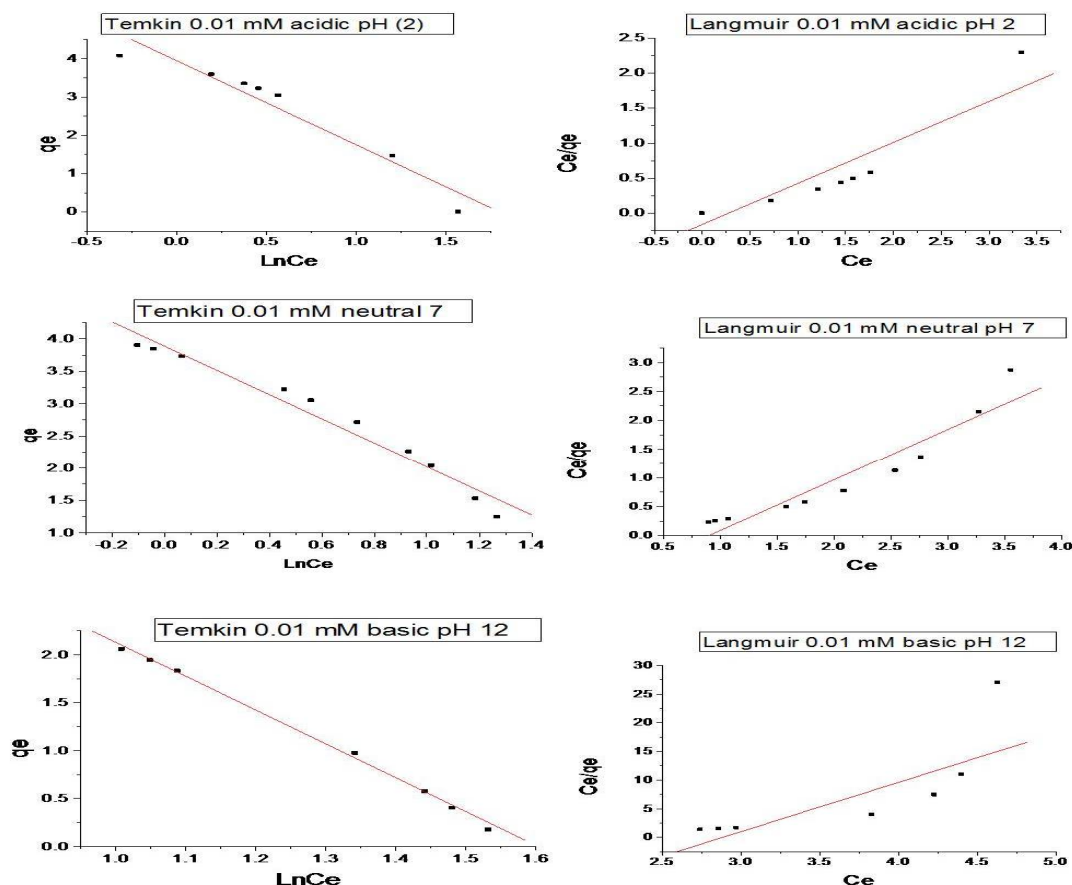 Temkin 0.01 mM acidic pH (2)
4
3
2
1
0
qe
-0.5 0.0 0.5 1.0 1.5
LnCe
Langmuir 0.01 mM acidic pH 2
2.5
2.0
1.5
1.0
0.5
0.0
Ce/qe
-0.5 0.0 0.5 1.0 1.5 2.0 2.5 3.0 3.5
Ce
Temkin 0.01 mM neutral 7
4.0
3.5
3.0
2.5
2.0
1.5
1.0
qe
-0.2 0.0 0.2 0.4 0.6 0.8 1.0 1.2 1.4
LnCe
Langmuir 0.01 mM neutral pH 7
3.0
2.5
2.0
1.5
1.0
0.5
0.0
Ce/qe
0.5 1.0 1.5 2.0 2.5 3.0 3.5 4.0
Ce
Temkin 0.01 mM basic pH 12
2.0
1.5
1.0
0.5
0.0
qe
1.0 1.1 1.2 1.3 1.4 1.5 1.6
LnCe
Langmuir 0.01 mM basic pH 12
30
25
20
15
10
5
0
Ce/qe
2.5 3.0 3.5 4.0 4.5 5.0
Ce